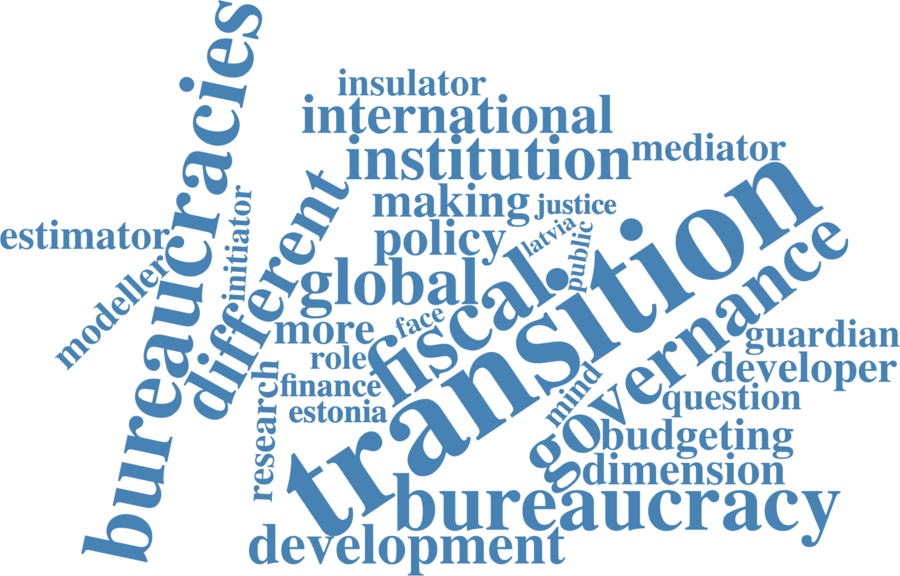 bureaucracies
insulator
international
institution
mediator
making
justice
estimator
initiator
different
policy
latvia
public
transition
modeller
global
fiscal
governance
more
face
role
guardian
finance
developer
research
estonia
mind
question
budgeting
dimension
bureaucracy
development